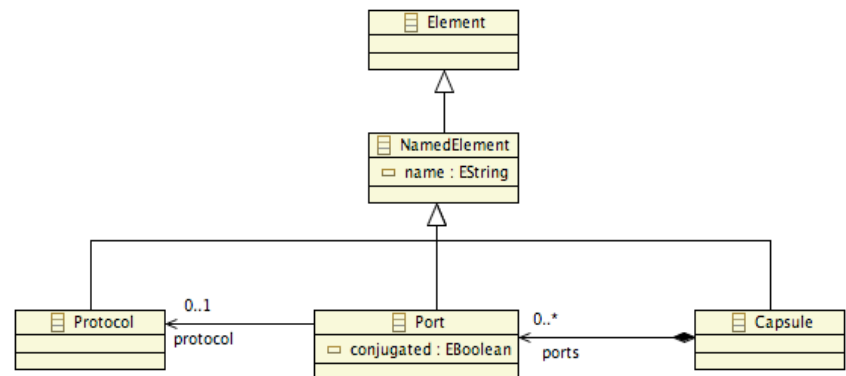 Element
NamedElement
name : EString
0..1
0..*
Protocol
Port
Capsule
protocol
conjugated : EBoolean
ports